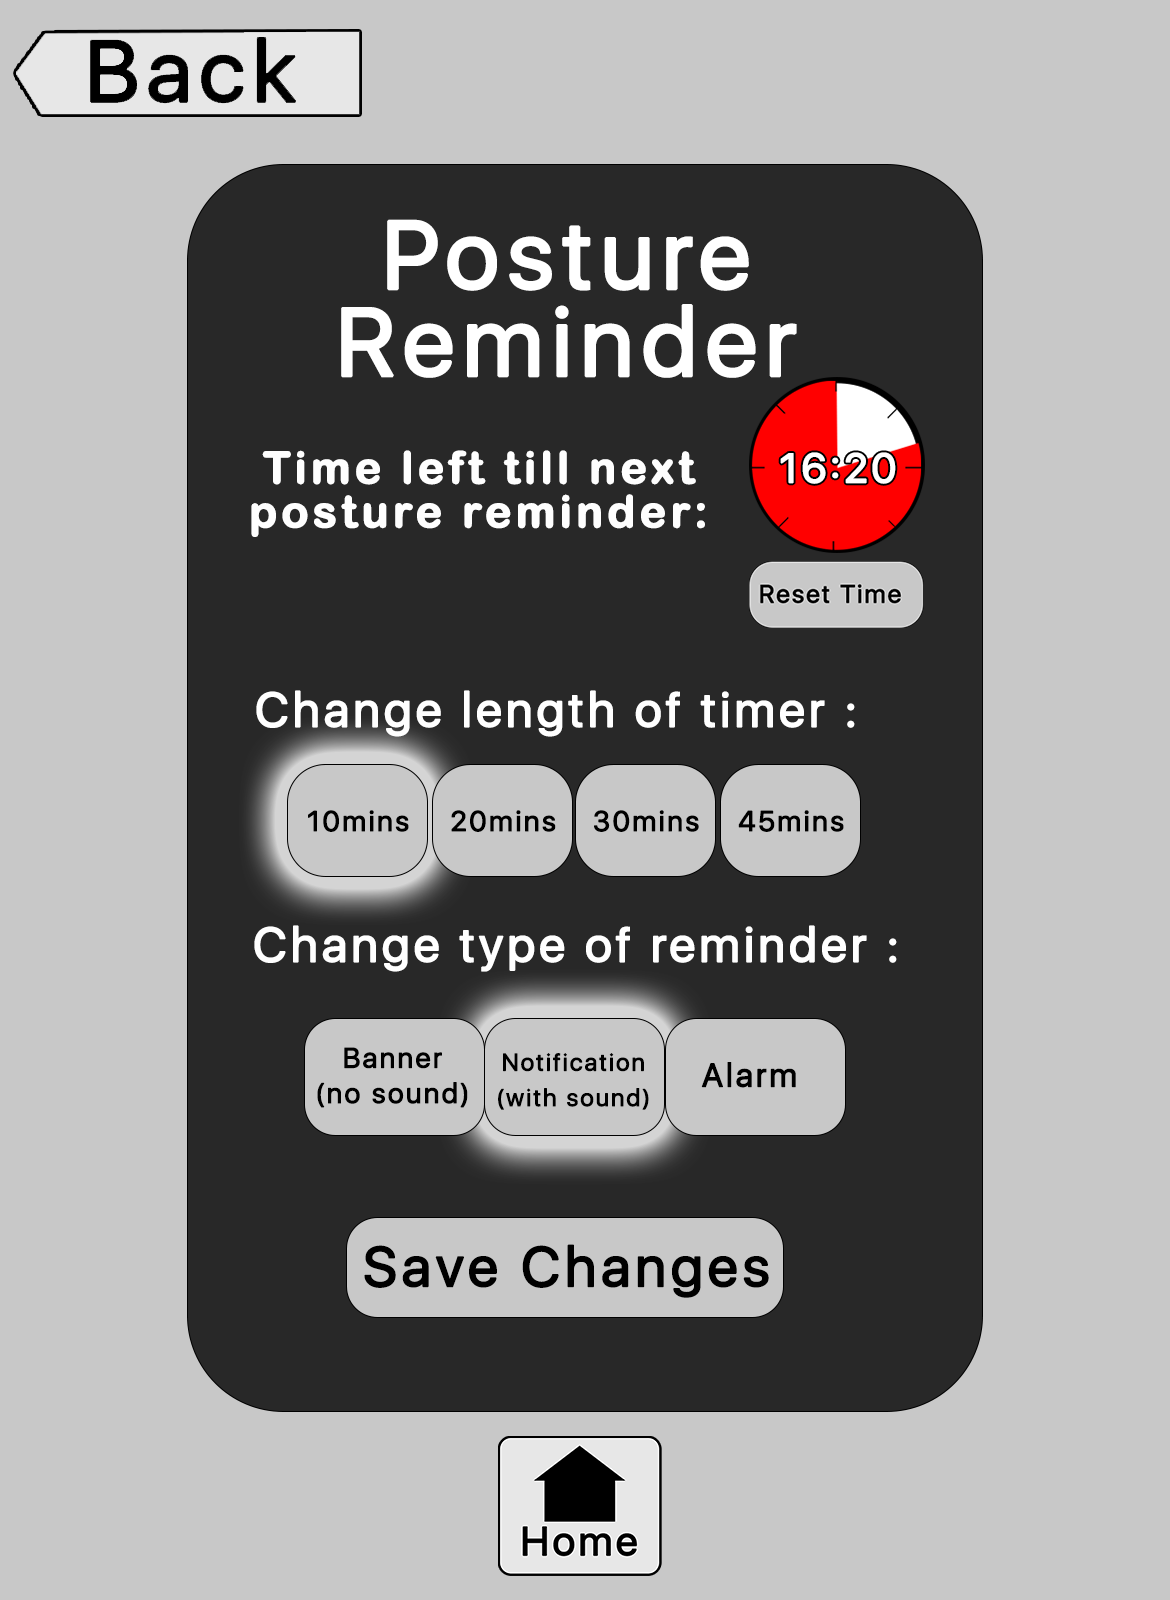 Back
Posture
Reminder
Time left till next
posture reminder:
16:20
Reset Time
Change length of timer :
10mins 20mins 30mins 45mins
Change type of reminder :
Banner
(no sound)
Notification
(with sound)
Alarm
Save Changes
Home